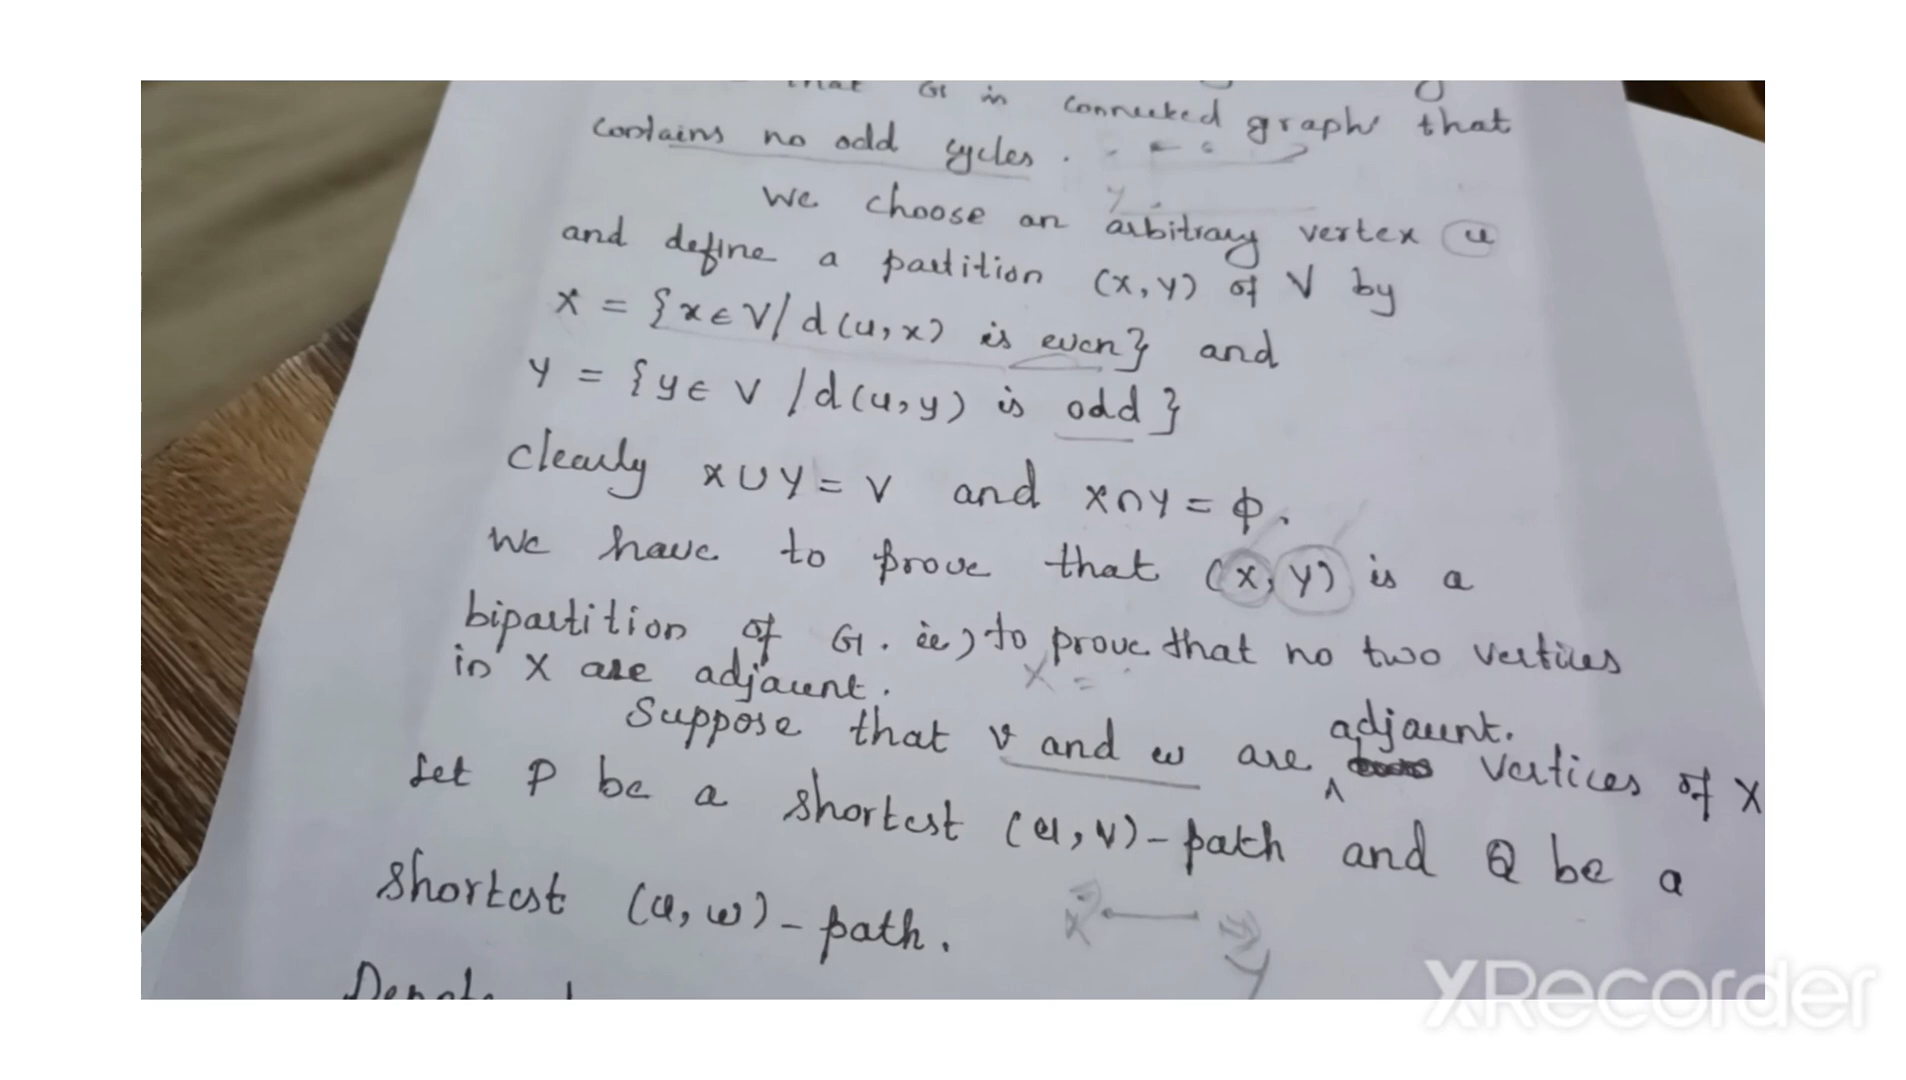 that G is connected graph that
contains no odd cycles.
We choose an arbitrary vertex u
and define a partition (X, Y) of V by
X = {x ∈ V / d(u, x) is even} and
Y = {y ∈ V / d(u, y) is odd}
clearly X ∪ Y = V and X ∩ Y = ϕ.
We have to prove that (X, Y) is a
bipartition of G. ie) to prove that no two vertices
in X are adjacent.
X =
Suppose that v and w are ^ adjacent. vertices of X
Let P be a shortest (u, v) - path and Q be a
shortest (u, w) - path.
X Y
XRecorder